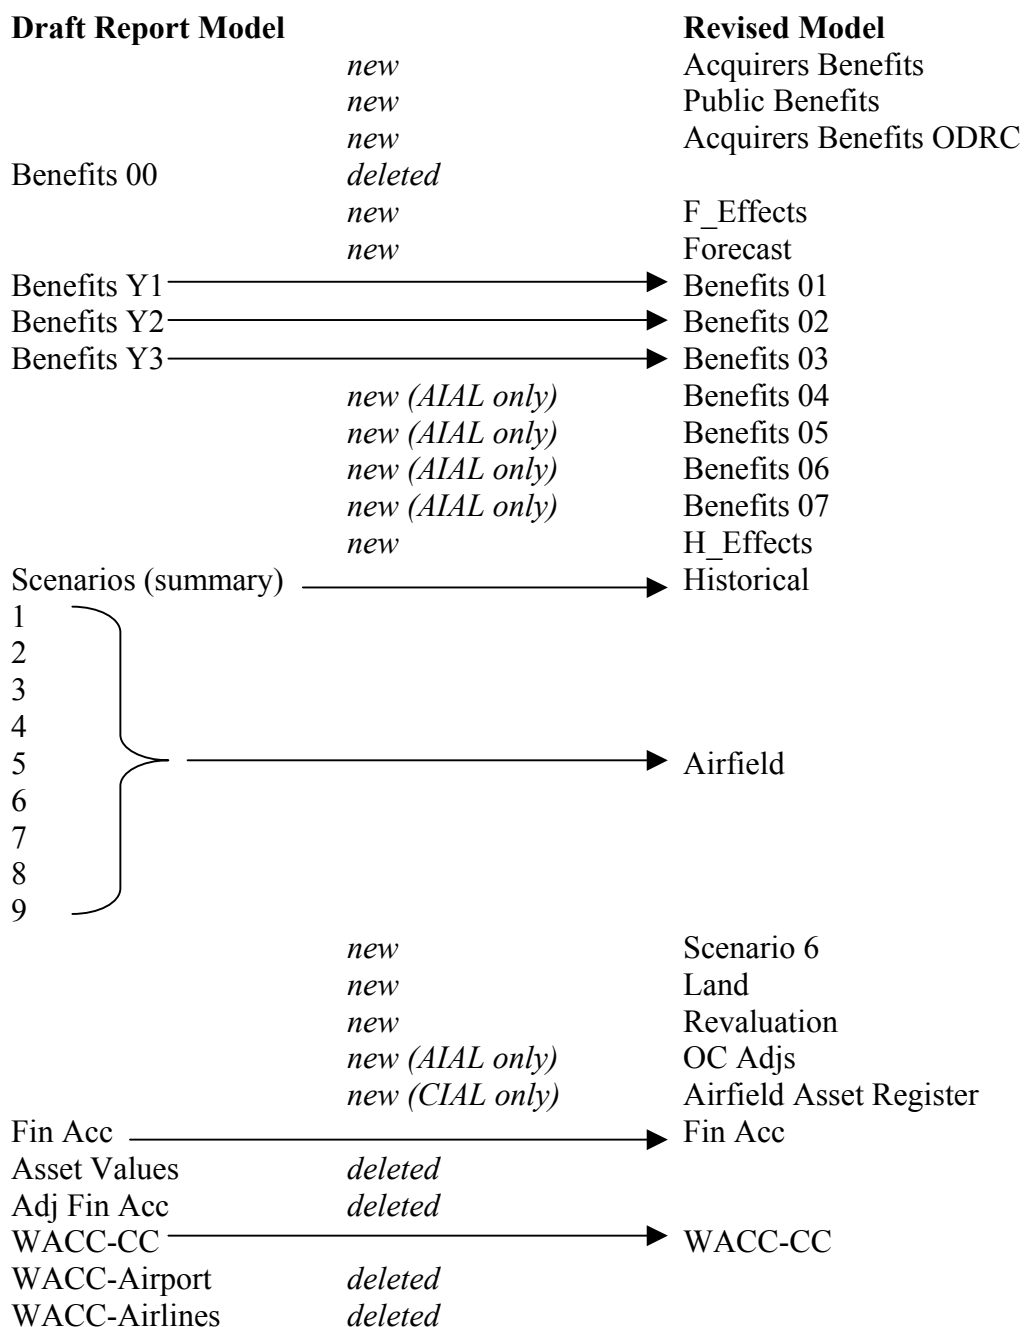 Draft Report Model Revised Model
new Acquirers Benefits
new Public Benefits
new Acquirers Benefits ODRC
Benefits 00 deleted
new F_Effects
new Forecast
Benefits Y1 Benefits 01
Benefits Y2 Benefits 02
Benefits Y3 Benefits 03
new (AIAL only) Benefits 04
new (AIAL only) Benefits 05
new (AIAL only) Benefits 06
new (AIAL only) Benefits 07
new H_Effects
Scenarios (summary) Historical
1
2
3
4
5 Airfield
6
7
8
9
new Scenario 6
new Land
new Revaluation
new (AIAL only) OC Adjs
new (CIAL only) Airfield Asset Register
Fin Acc Fin Acc
Asset Values deleted
Adj Fin Acc deleted
WACC-CC WACC-CC
WACC-Airport deleted
WACC-Airlines deleted